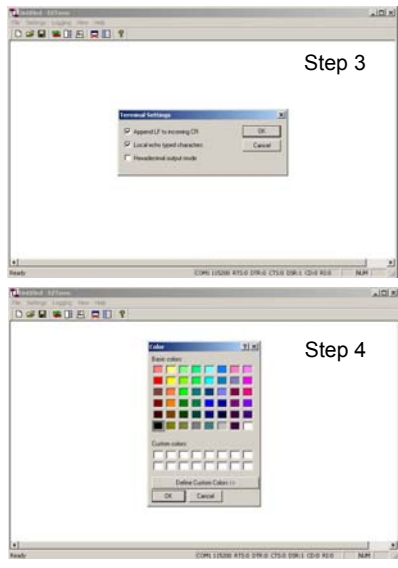 Untitled - EZTerm
File Settings Logging View Help
Step 3
Terminal Settings
Append LF to incoming CR
OK
Local echo typed characters
Cancel
Hexadecimal output mode
Ready
COM1 115200 RTS:0 DTR:0 CTS:0 DSR:1 CD:0 RI:0
NUM
Untitled - EZTerm
File Settings Logging View Help
Step 4
Color
Basic colors:
Custom colors:
Define Custom Colors >>
OK Cancel
Ready
COM1 115200 RTS:0 DTR:0 CTS:0 DSR:1 CD:0 RI:0
NUM